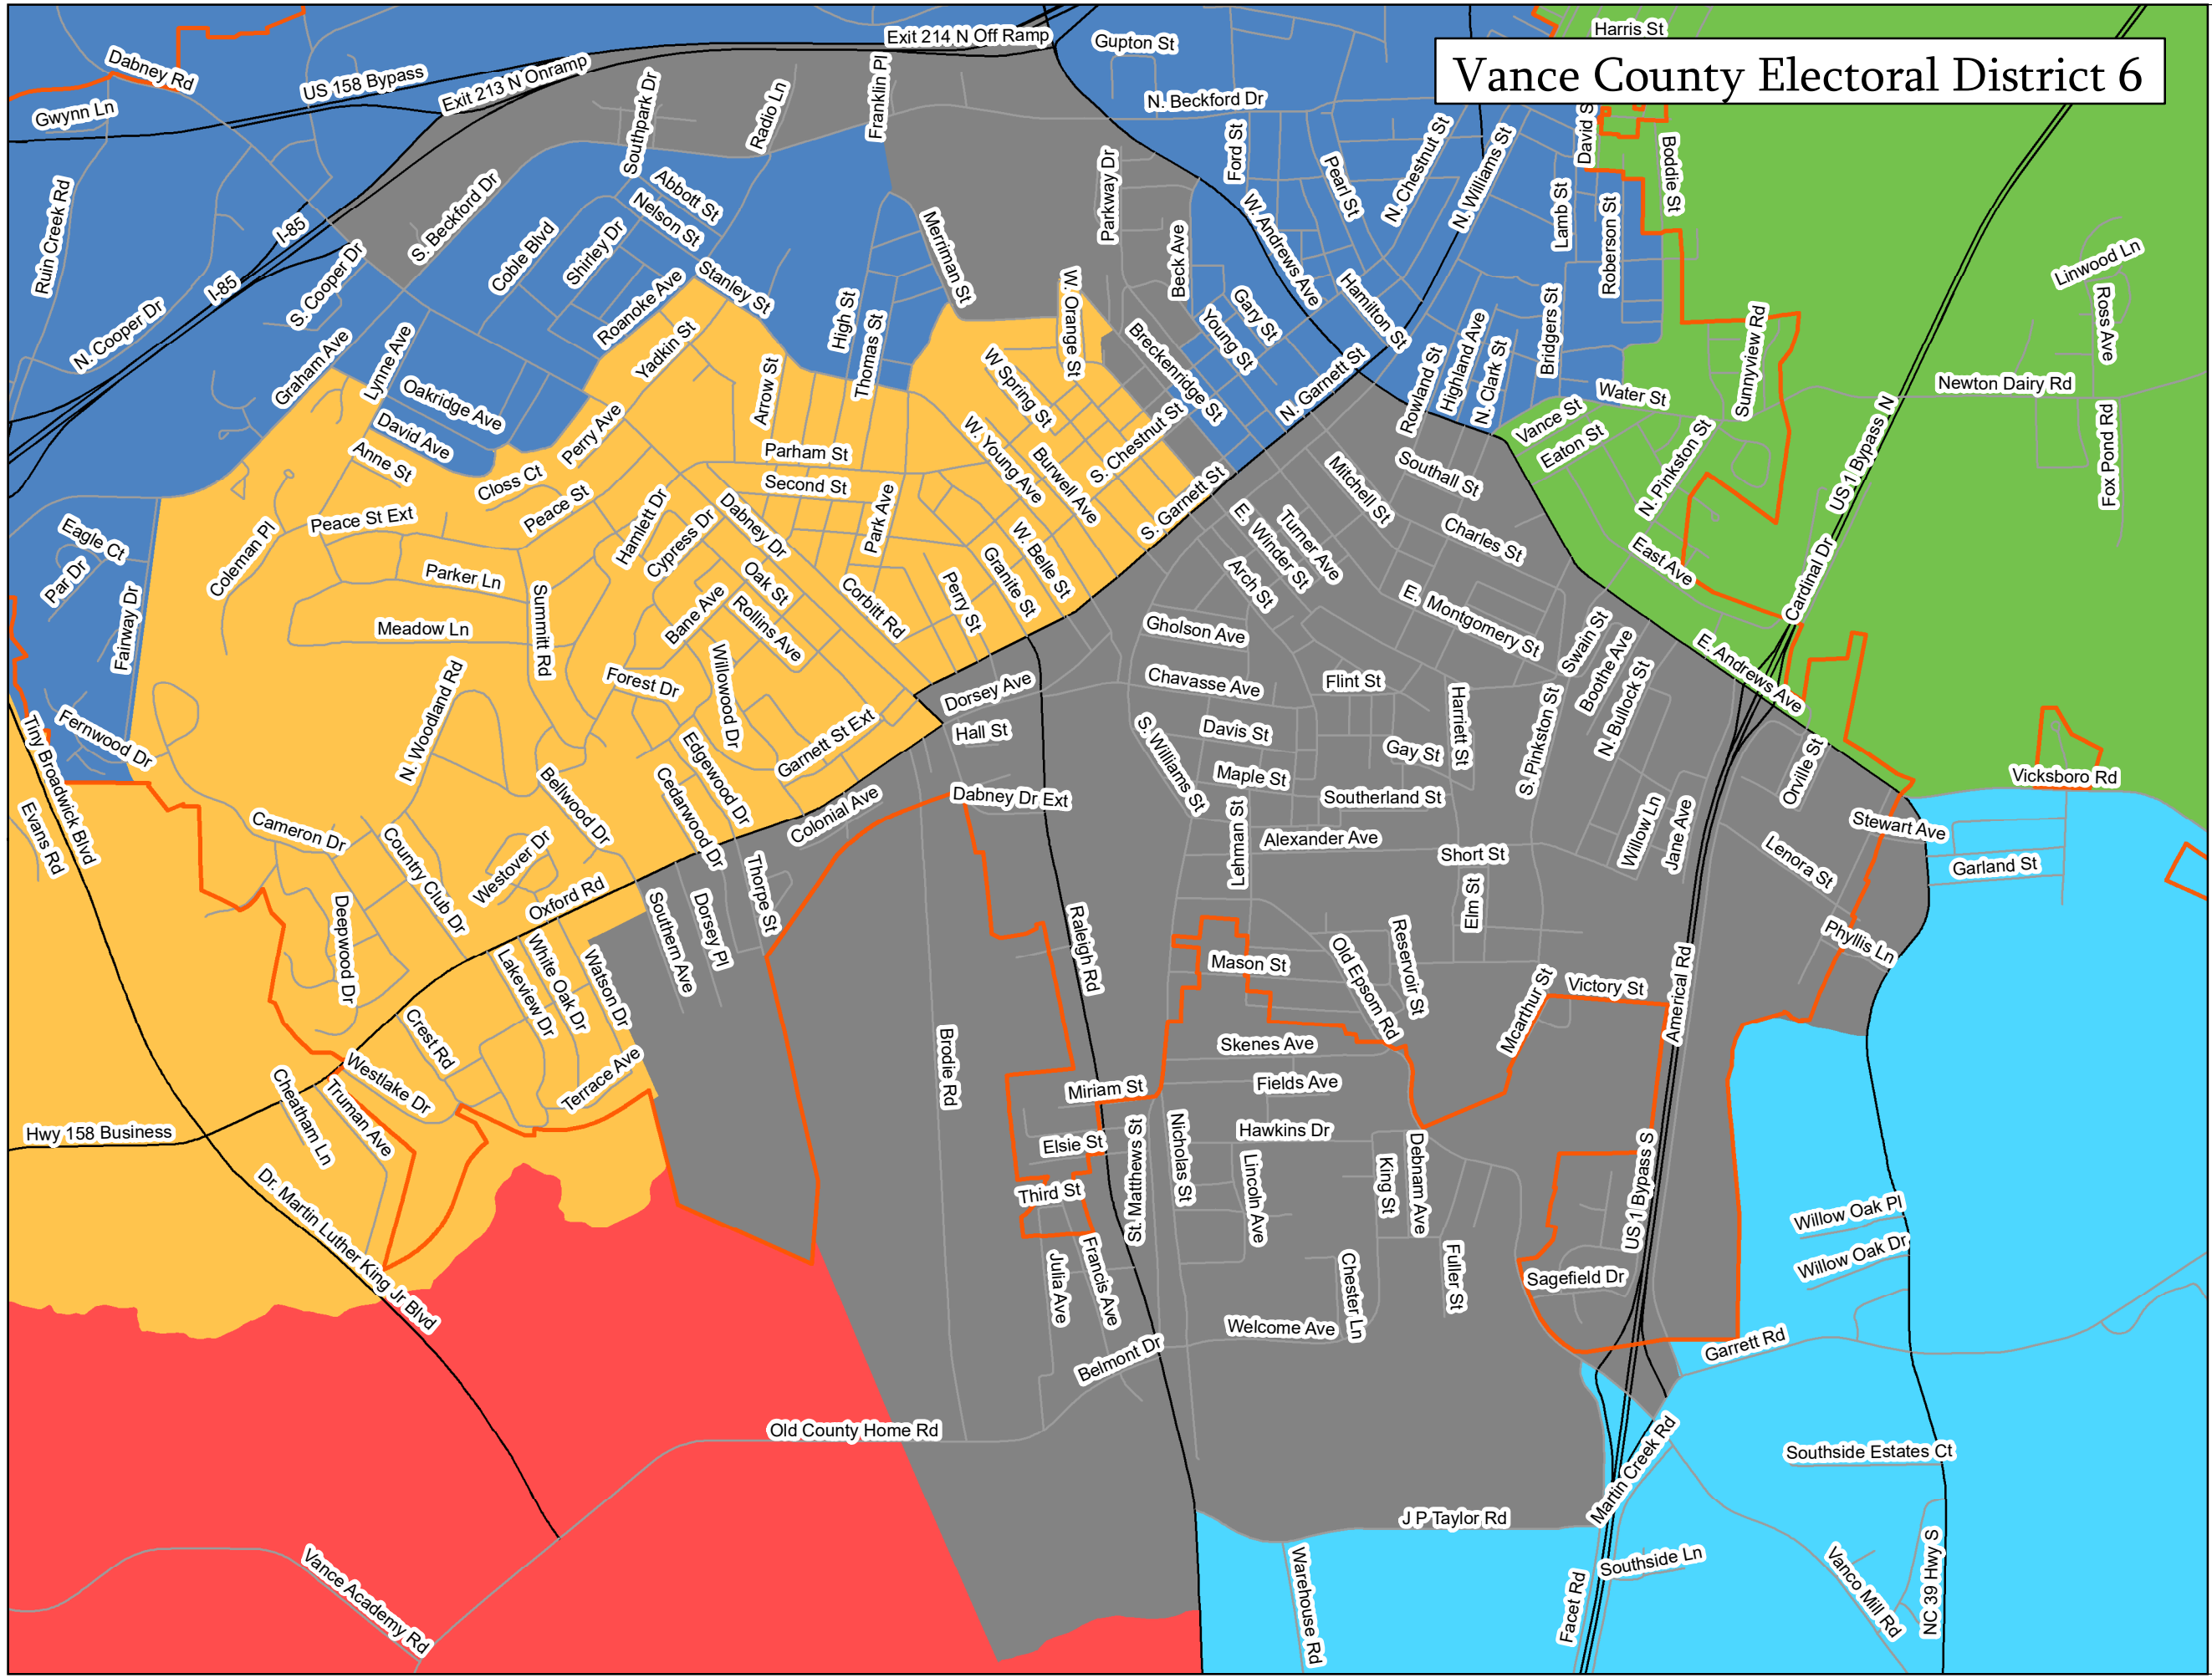 Vance County Electoral District 6
Harris St
Exit 214 N Off Ramp
Gupton St
Dabney Rd
US 158 Bypass
Exit 213 N Onramp
Gwynn Ln
Southpark Dr
Radio Ln
Franklin Pl
N. Beckford Dr
Ford St
Pearl St
N. Chestnut St
N. Williams St
David S
Boddie St
Ruin Creek Rd
I-85
S. Beckford Dr
Abbott St
Nelson St
Coble Blvd
Shirley Dr
Merriman St
Parkway Dr
Beck Ave
W. Andrews Ave
Lamb St
Roberson St
Linwood Ln
Ross Ave
N. Cooper Dr
I-85
S. Cooper Dr
Roanoke Ave
Stanley St
High St
Thomas St
W. Orange St
Gary St
Young St
Hamilton St
Highland Ave
Rowland St
N. Clark St
Bridgers St
Sunnyview Rd
Graham Ave
Lynne Ave
Oakridge Ave
Yadkin St
Arrow St
W. Spring St
Breckenridge St
N. Garnett St
Water St
Newton Dairy Rd
David Ave
Anne St
Perry Ave
Closs Ct
Parham St
Second St
W. Young Ave
Burwell Ave
S. Chestnut St
S. Garnett St
Mitchell St
Southall St
Vance St
Eaton St
N. Pinkston St
US 1 Bypass N
Fox Pond Rd
Eagle Ct
Par Dr
Fairway Dr
Coleman Pl
Peace St Ext
Peace St
Parker Ln
Hamlett Dr
Cypress Dr
Dabney Dr
Park Ave
Oak St
Corbitt Rd
Perry St
Granite St
W. Belle St
E. Winder St
Turner Ave
Arch St
Charles St
East Ave
Cardinal Dr
Meadow Ln
Summitt Rd
Bane Ave
Rollins Ave
Gholson Ave
E. Montgomery St
Swain St
Boothe Ave
N. Bullock St
E. Andrews Ave
Fernwood Dr
Tiny Broadwick Blvd
N. Woodland Rd
Forest Dr
Willowood Dr
Garnett St Ext
Dorsey Ave
Hall St
Chavasse Ave
Flint St
Harriett St
S. Pinkston St
Davis St
S. Williams St
Gay St
Orville St
Vicksboro Rd
Evans Rd
Bellwood Dr
Edgewood Dr
Cedarwood Dr
Colonial Ave
Dabney Dr Ext
Maple St
Southerland St
Lehman St
Alexander Ave
Short St
Willow Ln
Jane Ave
Stewart Ave
Lenora St
Garland St
Cameron Dr
Country Club Dr
Westover Dr
Oxford Rd
Thorpe St
Dorsey Pl
Southern Ave
Elm St
Deepwood Dr
Lakeview Dr
White Oak Dr
Watson Dr
Raleigh Rd
Mason St
Old Epsom Rd
Reservoir St
Mcarthur St
Victory St
Americal Rd
Phyllis Ln
Crest Rd
Westlake Dr
Terrace Ave
Brodie Rd
Skenes Ave
Cheatham Ln
Truman Ave
Miriam St
Fields Ave
Hwy 158 Business
Elsie St
St. Matthews St
Nicholas St
Hawkins Dr
Lincoln Ave
King St
Debnam Ave
US 1 Bypass S
Third St
Willow Oak Pl
Willow Oak Dr
Dr. Martin Luther King Jr Blvd
Julia Ave
Francis Ave
Chester Ln
Fuller St
Sagefield Dr
Welcome Ave
Belmont Dr
Garrett Rd
Old County Home Rd
Martin Creek Rd
Southside Estates Ct
J P Taylor Rd
Vance Academy Rd
Warehouse Rd
Facet Rd
Southside Ln
Vanco Mill Rd
NC 39 Hwy S